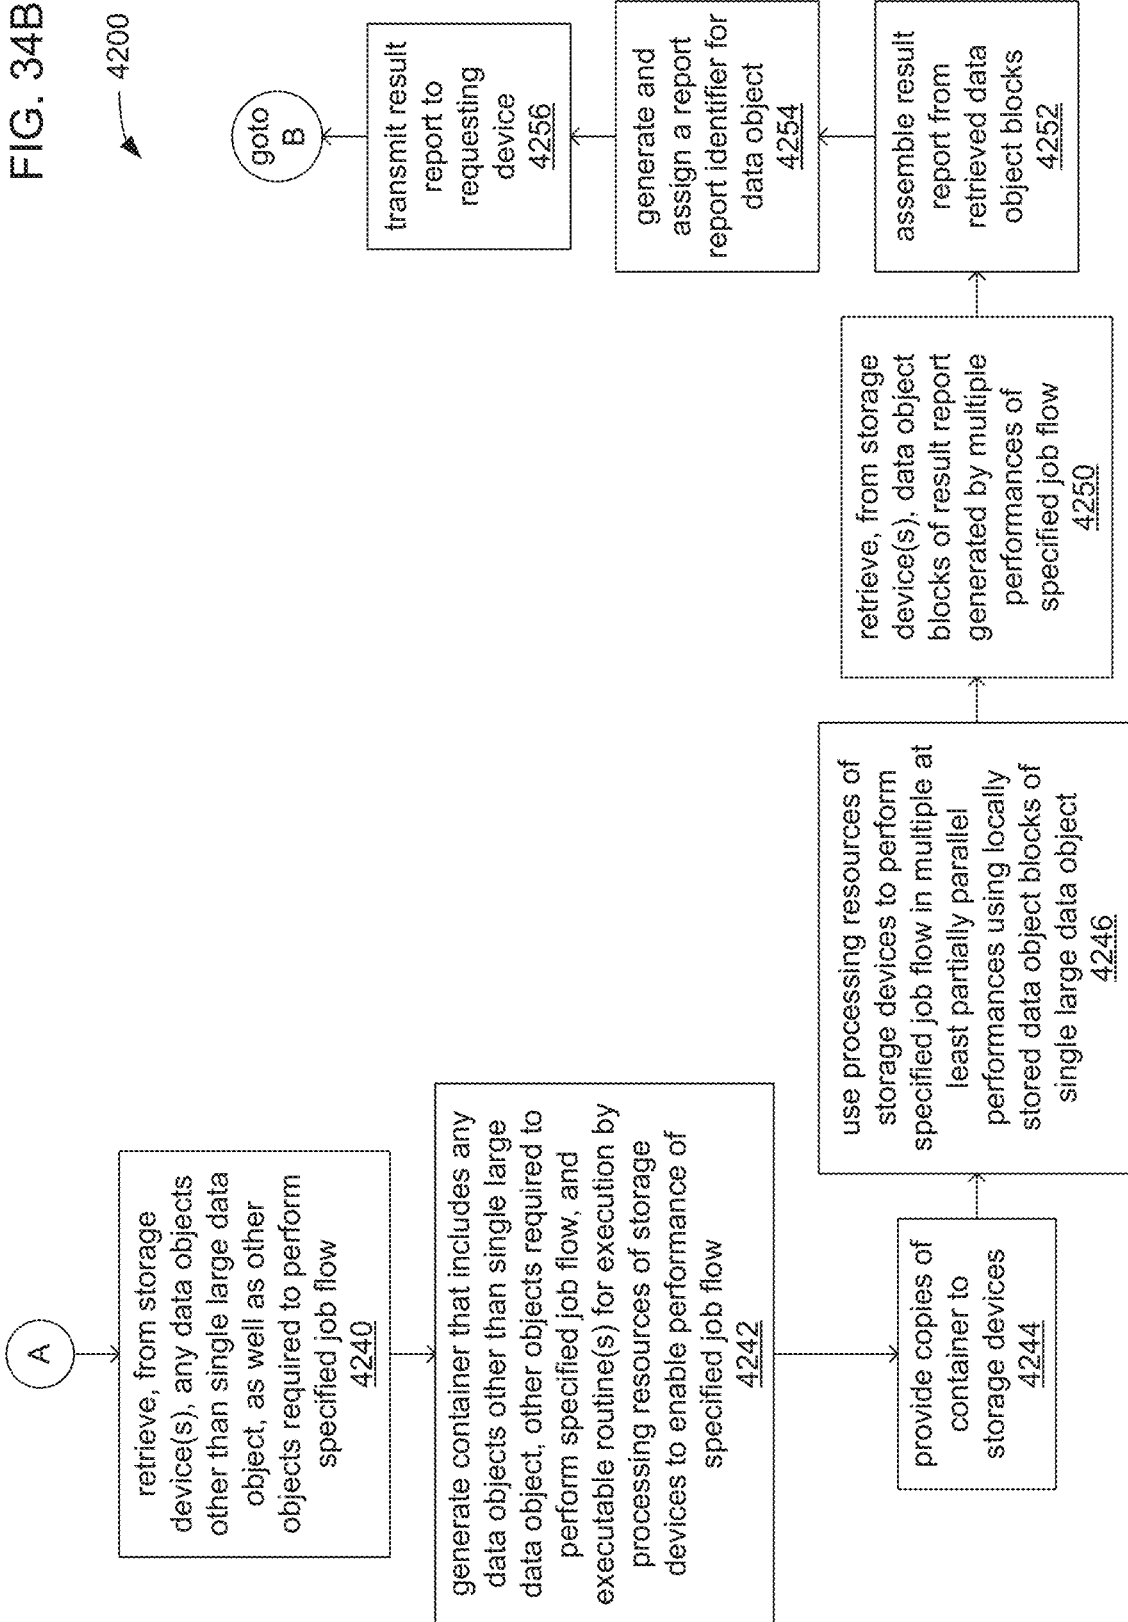 FIG. 34B
4200
A
retrieve, from storage
device(s), any data objects
other than single large data
object, as well as other
objects required to perform
specified job flow
4240
generate container that includes any
data objects other than single large
data object, other objects required to
perform specified job flow, and
executable routine(s) for execution by
processing resources of storage
devices to enable performance of
specified job flow
4242
provide copies of
container to
storage devices
4244
use processing resources of
storage devices to perform
specified job flow in multiple at
least partially parallel
performances using locally
stored data object blocks of
single large data object
4246
retrieve, from storage
device(s), data object
blocks of result report
generated by multiple
performances of
specified job flow
4250
assemble result
report from
retrieved data
object blocks
4252
generate and
assign a report
report identifier for
data object
4254
transmit result
report to
requesting
device
4256
goto
B